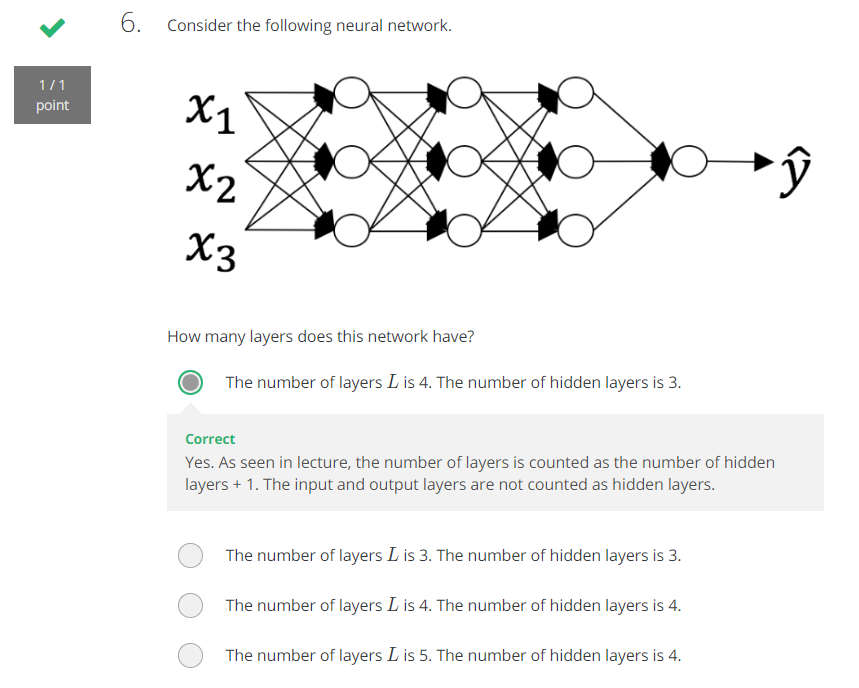 6. Consider the following neural network.
1 / 1
point
x₁
x₂
x₃
ŷ
How many layers does this network have?
The number of layers L is 4. The number of hidden layers is 3.
Correct
Yes. As seen in lecture, the number of layers is counted as the number of hidden
layers + 1. The input and output layers are not counted as hidden layers.
The number of layers L is 3. The number of hidden layers is 3.
The number of layers L is 4. The number of hidden layers is 4.
The number of layers L is 5. The number of hidden layers is 4.